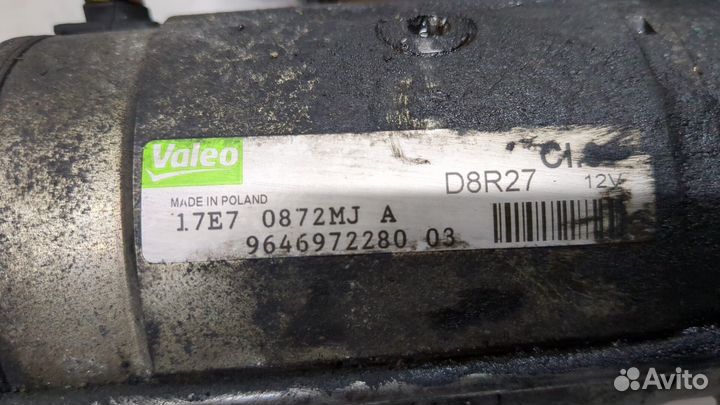 Valeo
MADE IN POLAND
D8R27 12V
17E7 0872MJ A
9646972280 03
Avito